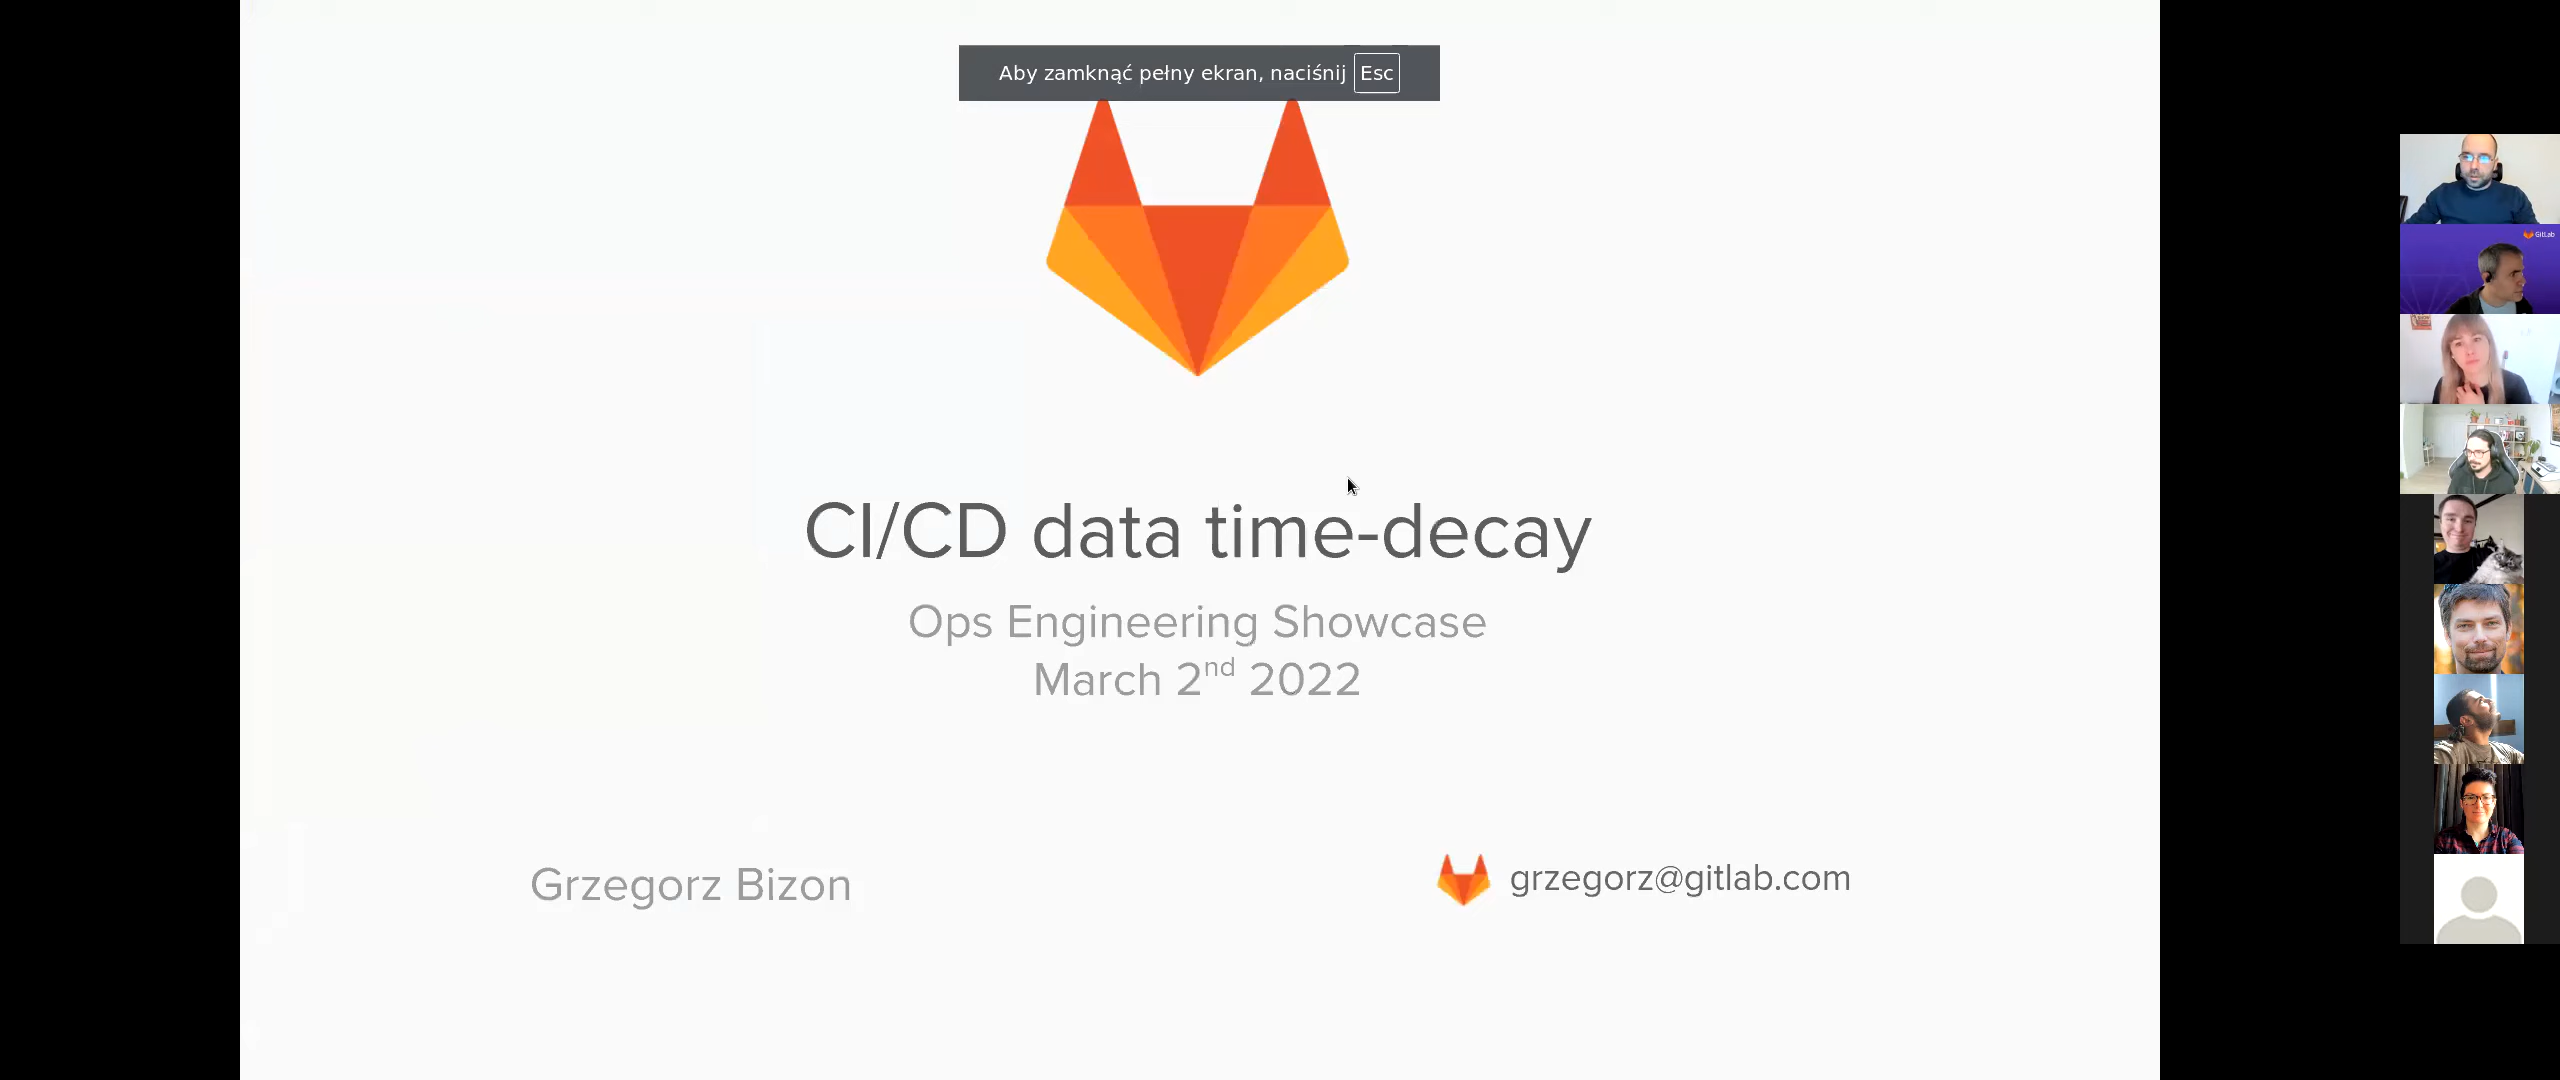 Aby zamknąć pełny ekran, naciśnij Esc
GitLab
CI/CD data time-decay
Ops Engineering Showcase
March 2nd 2022
Grzegorz Bizon
grzegorz@gitlab.com